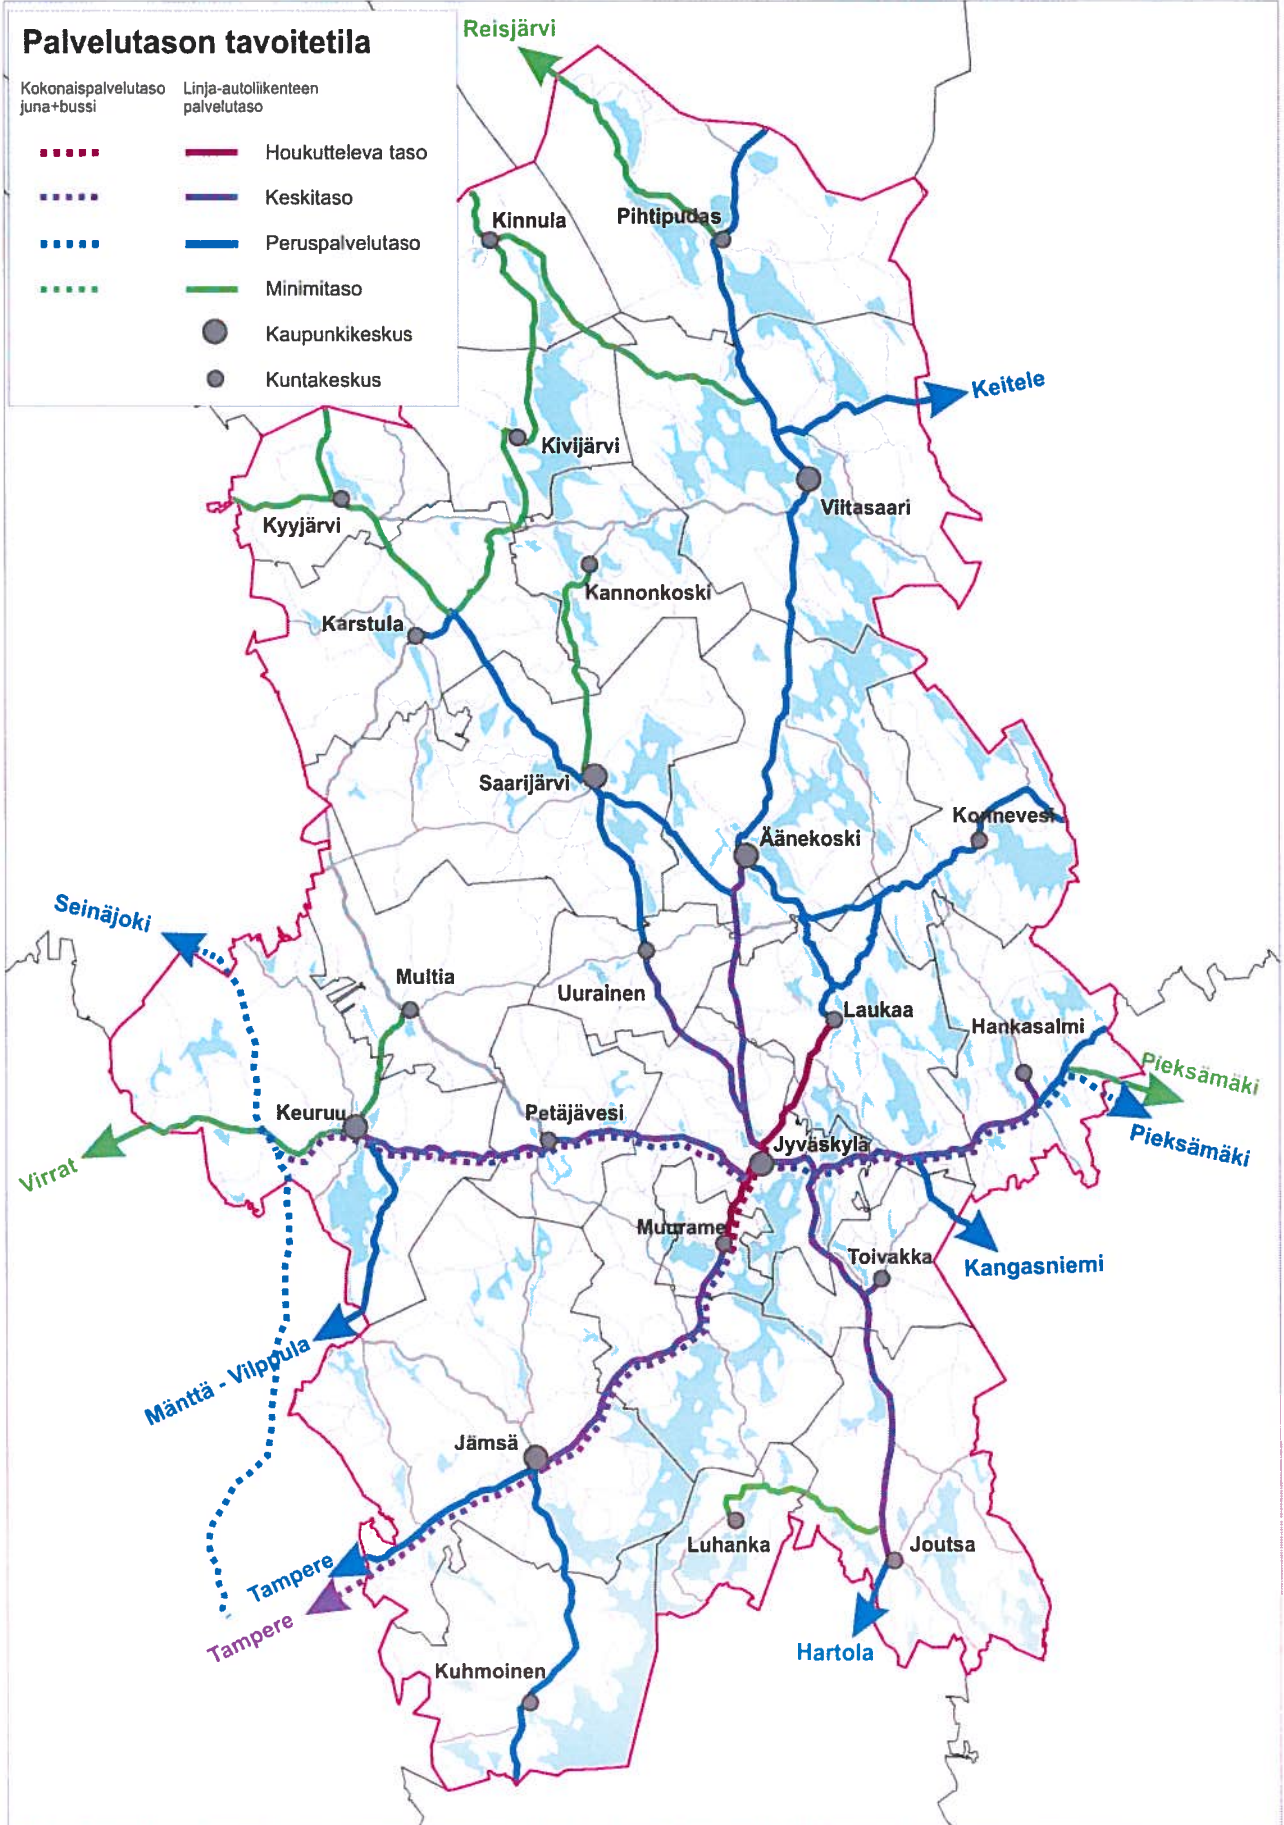 Palvelutason tavoitetila
Kokonaispalvelutaso
juna+bussi
Linja-autoliikenteen
palvelutaso
Houkutteleva taso
Keskitaso
Peruspalvelutaso
Minimitaso
Kaupunkikeskus
Kuntakeskus
Reisjärvi
Kinnula
Pihtipudas
Keitele
Kivijärvi
Viitasaari
Kyyjärvi
Kannonkoski
Karstula
Saarijärvi
Äänekoski
Konnevesi
Seinäjoki
Multia
Uurainen
Laukaa
Hankasalmi
Pieksämäki
Keuruu
Petäjävesi
Jyväskylä
Pieksämäki
Virrat
Muurame
Toivakka
Kangasniemi
Mänttä - Vilppula
Jämsä
Luhanka
Joutsa
Tampere
Tampere
Hartola
Kuhmoinen